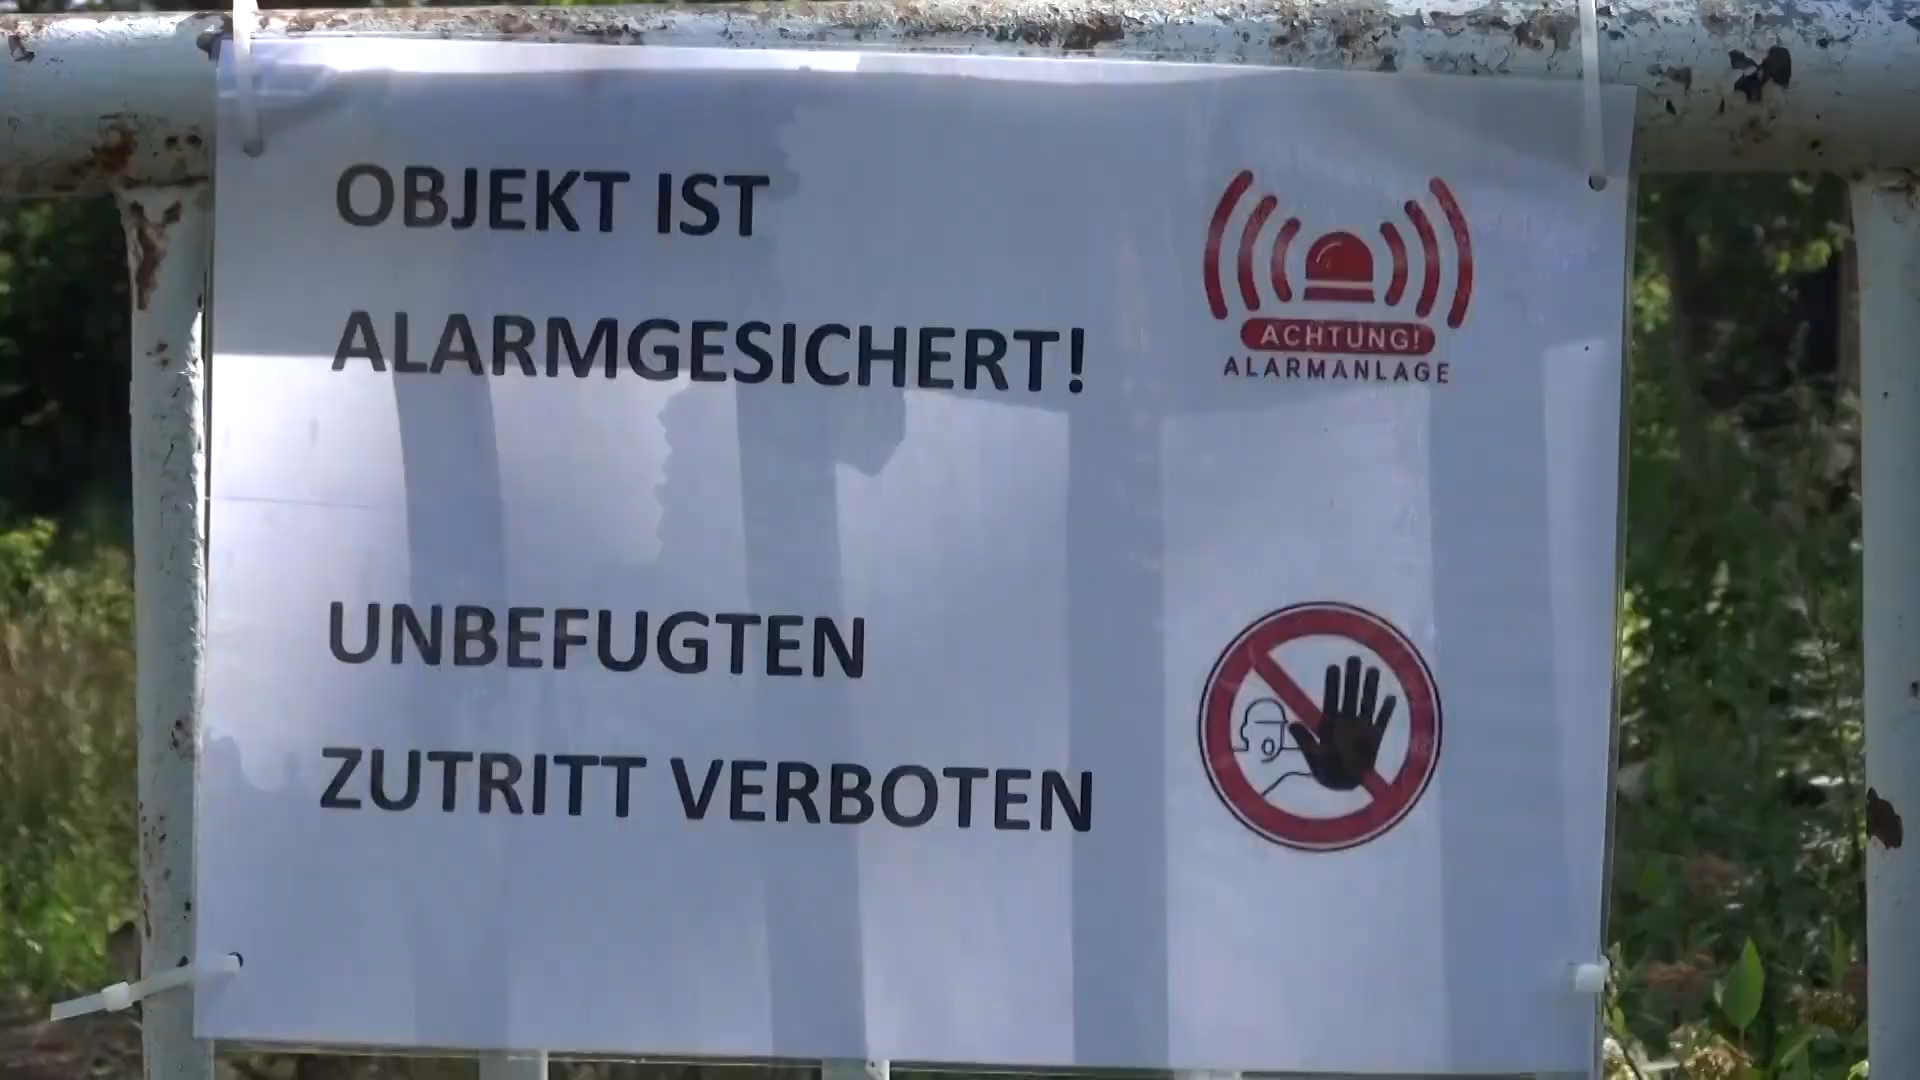 OBJEKT IST
ALARMGESICHERT!
ACHTUNG!
ALARMANLAGE
UNBEFUGTEN
ZUTRITT VERBOTEN